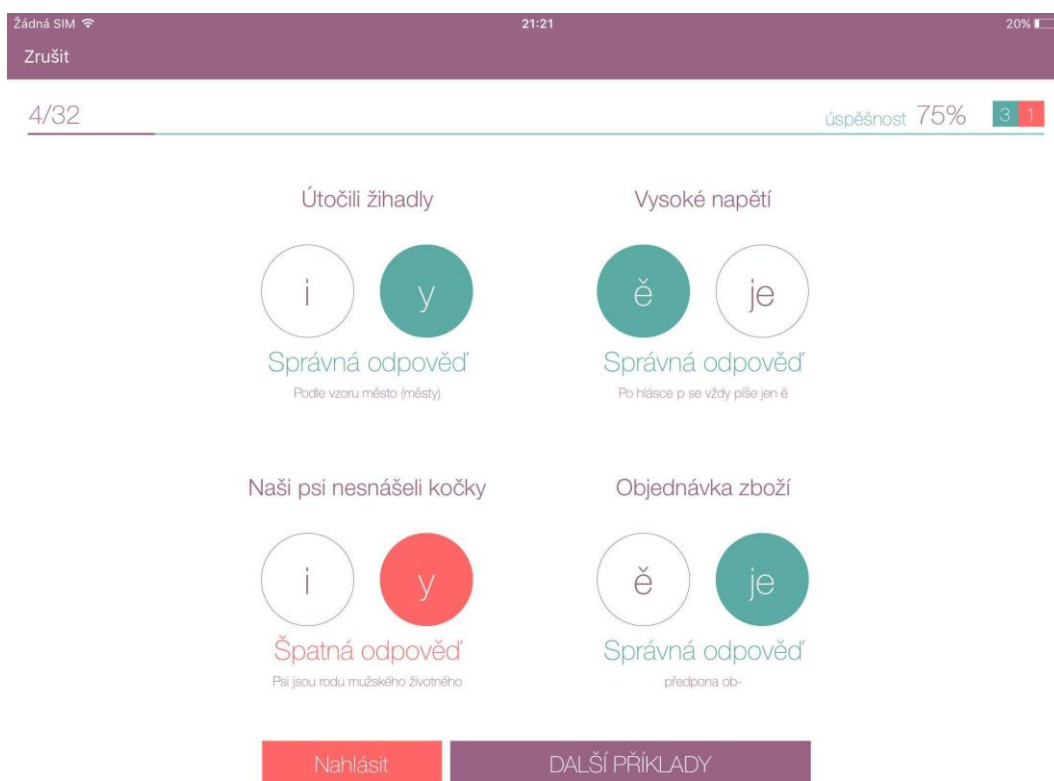 Žádná SIM 21:21 20%
Zrušit
4/32 úspěšnost 75% 3 1
Útočili žihadly
i y
Správná odpověď
Podle vzoru město (městy)
Vysoké napětí
ě je
Správná odpověď
Po hlásce p se vždy píše jen ě
Naši psi nesnášeli kočky
i y
Špatná odpověď
Psi jsou rodu mužského životného
Objednávka zboží
ě je
Správná odpověď
předpona ob-
Nahlásit
DALŠÍ PŘÍKLADY